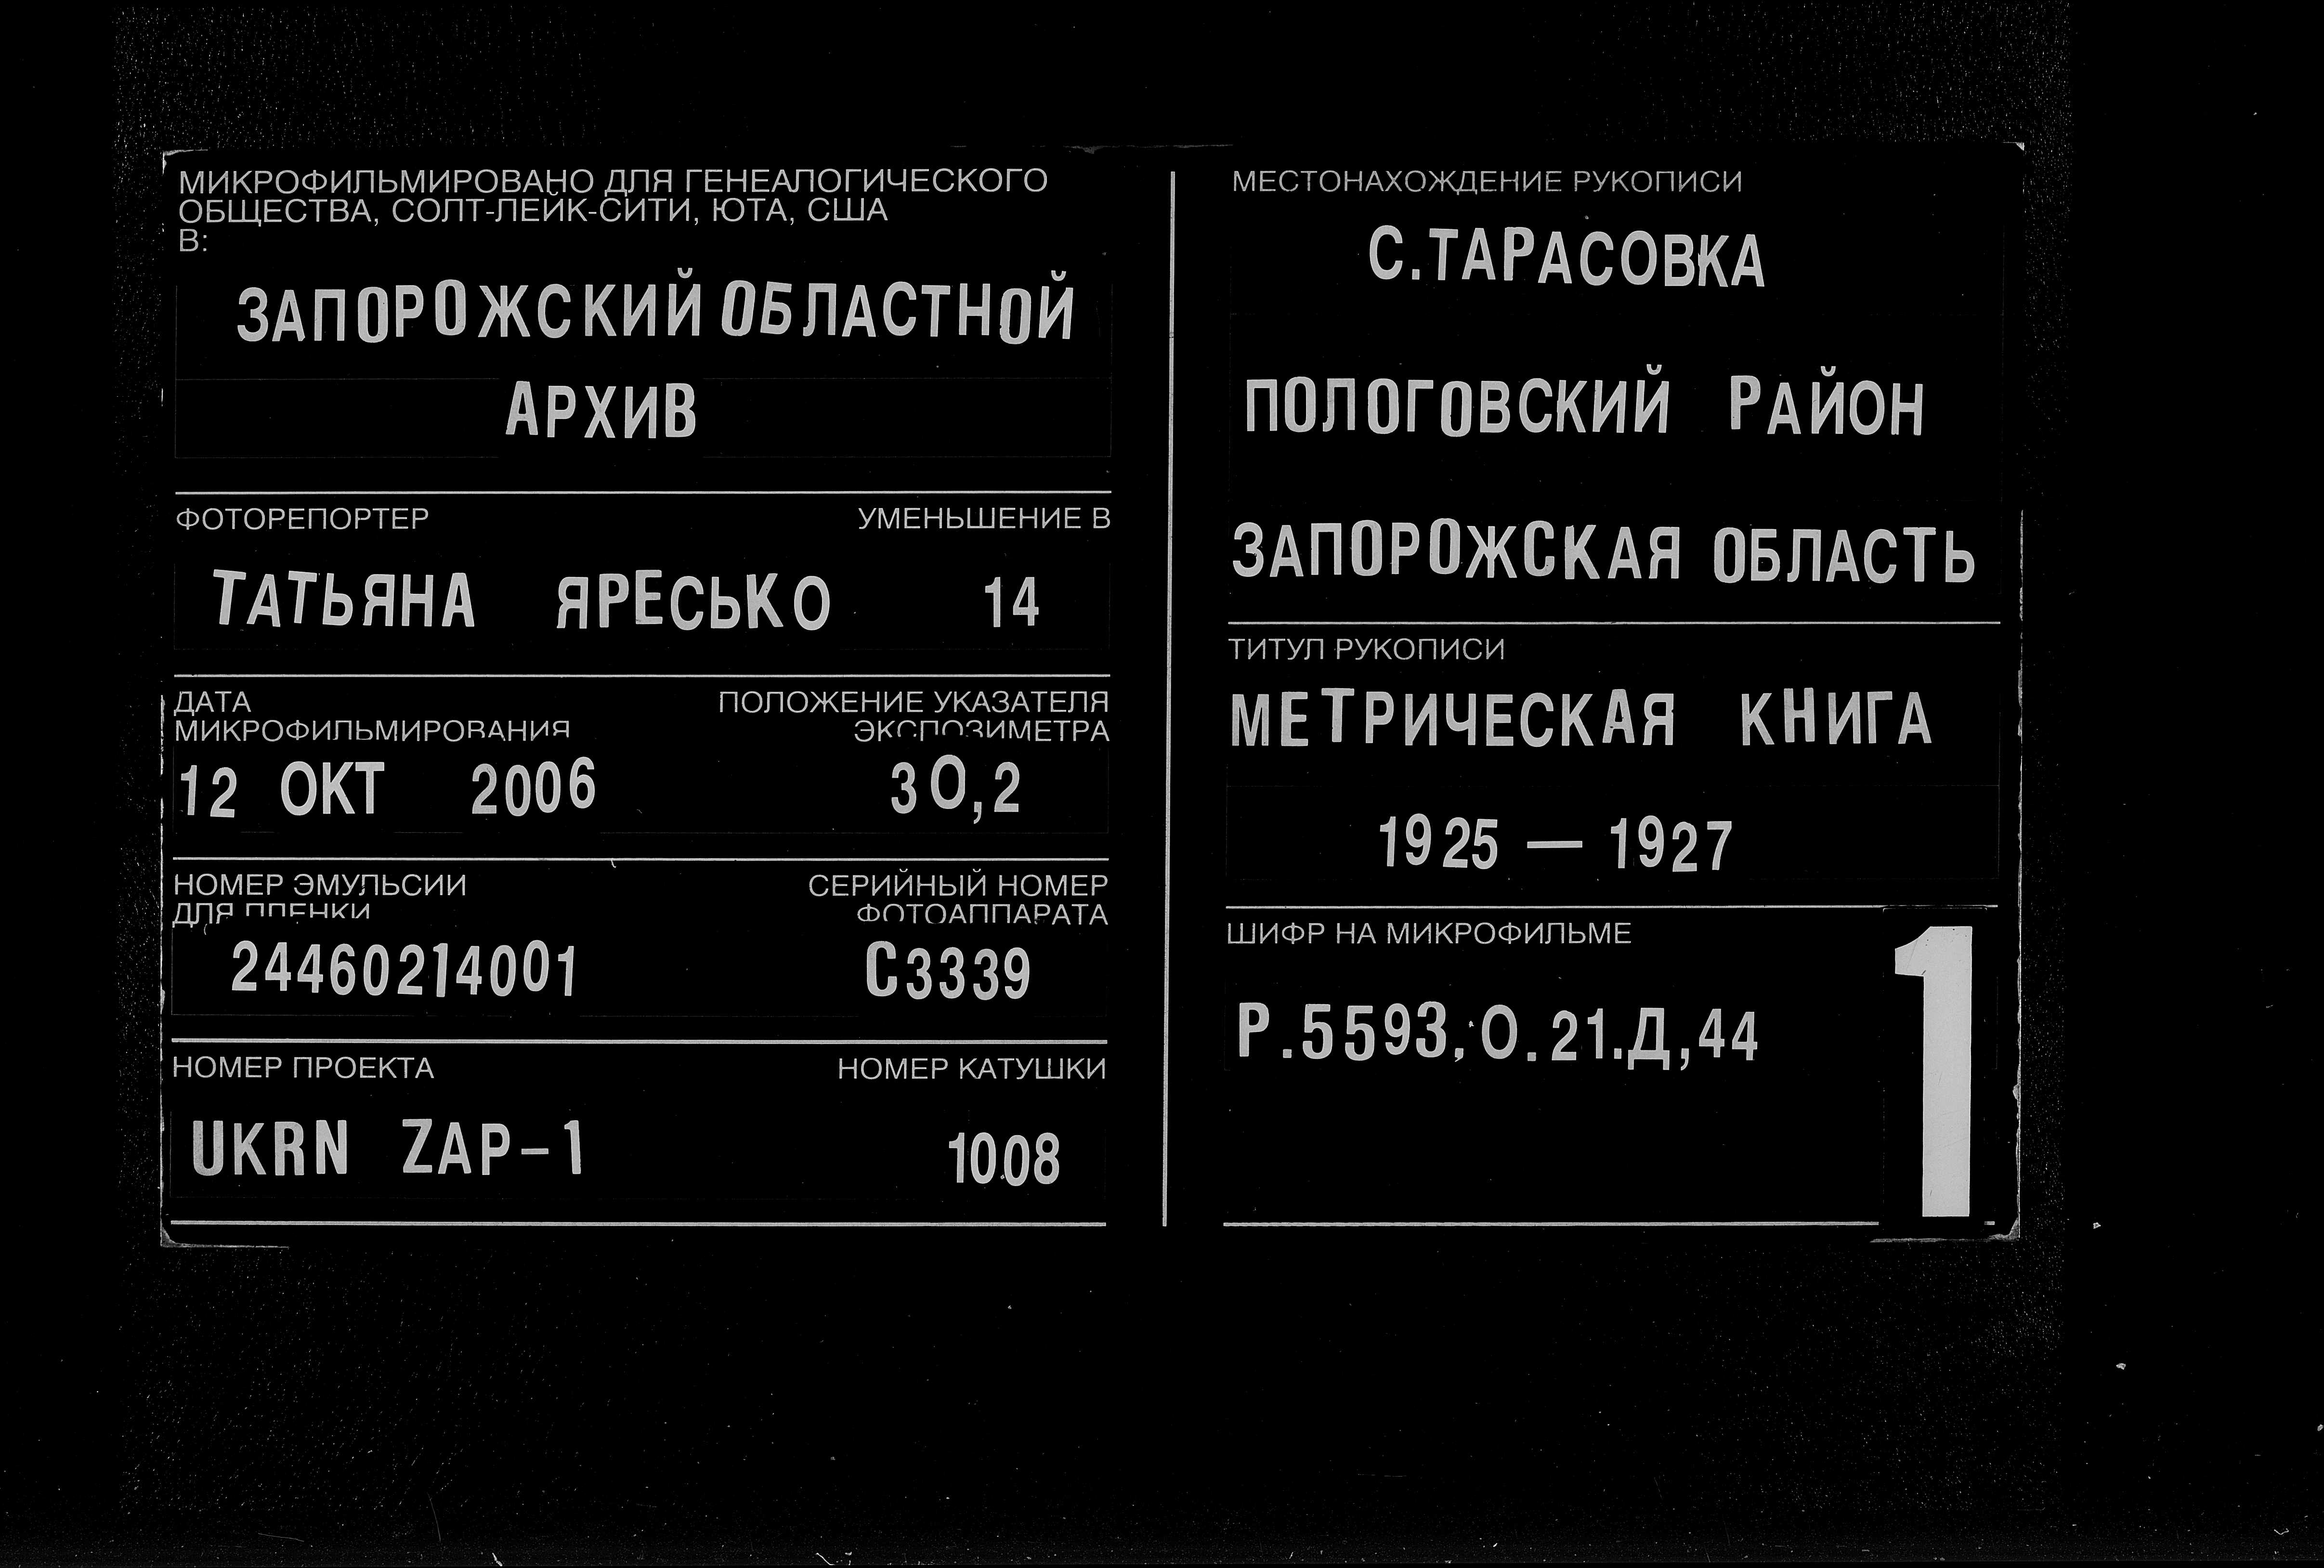 МИКРОФИЛЬМИРОВАНО ДЛЯ ГЕНЕАЛОГИЧЕСКОГО
ОБЩЕСТВА, СОЛТ-ЛЕЙК-СИТИ, ЮТА, США
В:
ЗАПОРОЖСКИЙ ОБЛАСТНОЙ
АРХИВ
ФОТОРЕПОРТЕР УМЕНЬШЕНИЕ В
ТАТЬЯНА ЯРЕСЬКО 14
ДАТА
МИКРОФИЛЬМИРОВАНИЯ
ПОЛОЖЕНИЕ УКАЗАТЕЛЯ
ЭКСПОЗИМЕТРА
12 ОКТ 2006 30,2
НОМЕР ЭМУЛЬСИИ
ДЛЯ ПЛЕНКИ
СЕРИЙНЫЙ НОМЕР
ФОТОАППАРАТА
24460214001 С3339
НОМЕР ПРОЕКТА НОМЕР КАТУШКИ
UKRN ZAP-1 1008
МЕСТОНАХОЖДЕНИЕ РУКОПИСИ
С.ТАРАСОВКА
ПОЛОГОВСКИЙ РАЙОН
ЗАПОРОЖСКАЯ ОБЛАСТЬ
ТИТУЛ РУКОПИСИ
МЕТРИЧЕСКАЯ КНИГА
1925 — 1927
ШИФР НА МИКРОФИЛЬМЕ
Р.5593,О.21.Д,44
1